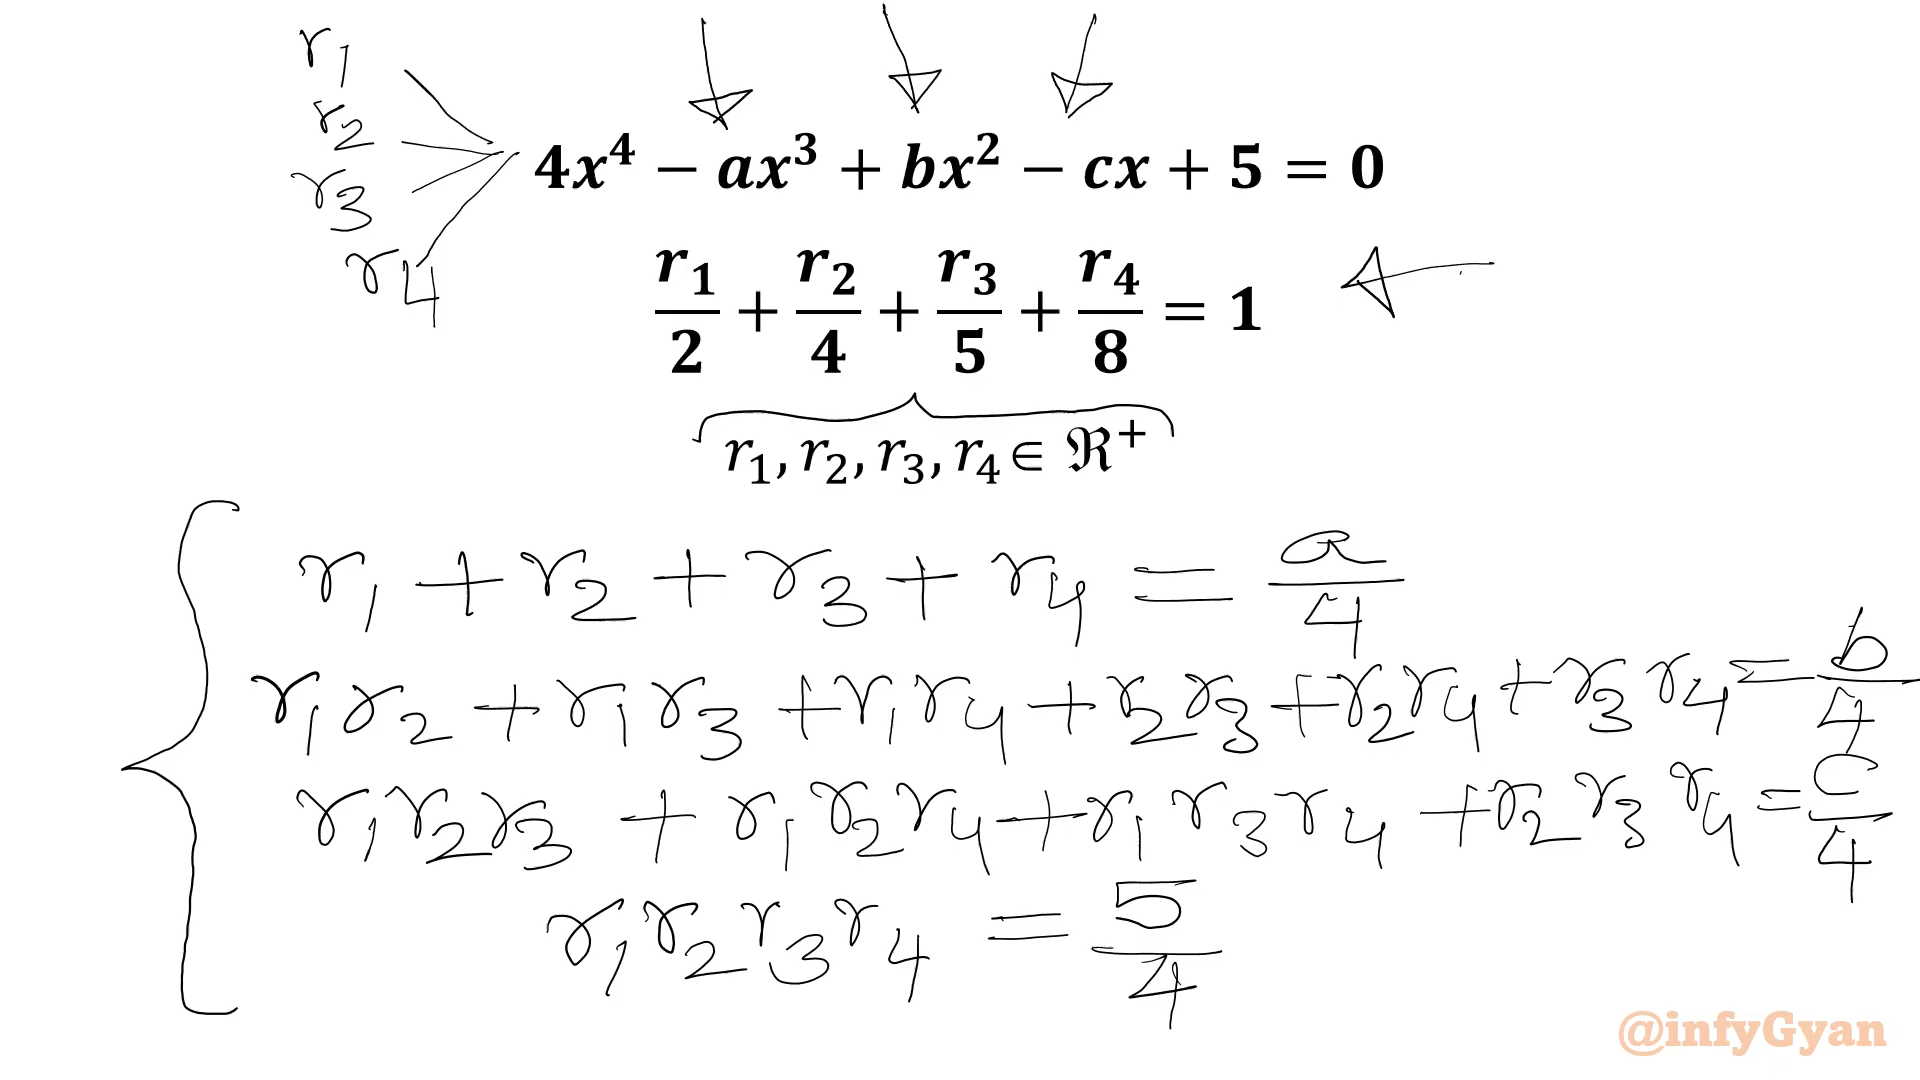 r₁
r₂
r₃
r₄
4x⁴ − ax³ + bx² − cx + 5 = 0
r₁/2 + r₂/4 + r₃/5 + r₄/8 = 1
r₁, r₂, r₃, r₄ ∈ ℜ⁺
r₁ + r₂ + r₃ + r₄ = a/4
r₁r₂ + r₁r₃ + r₁r₄ + r₂r₃ + r₂r₄ + r₃r₄ = b/4
r₁r₂r₃ + r₁r₂r₄ + r₁r₃r₄ + r₂r₃r₄ = c/4
r₁r₂r₃r₄ = 5/4
@infyGyan